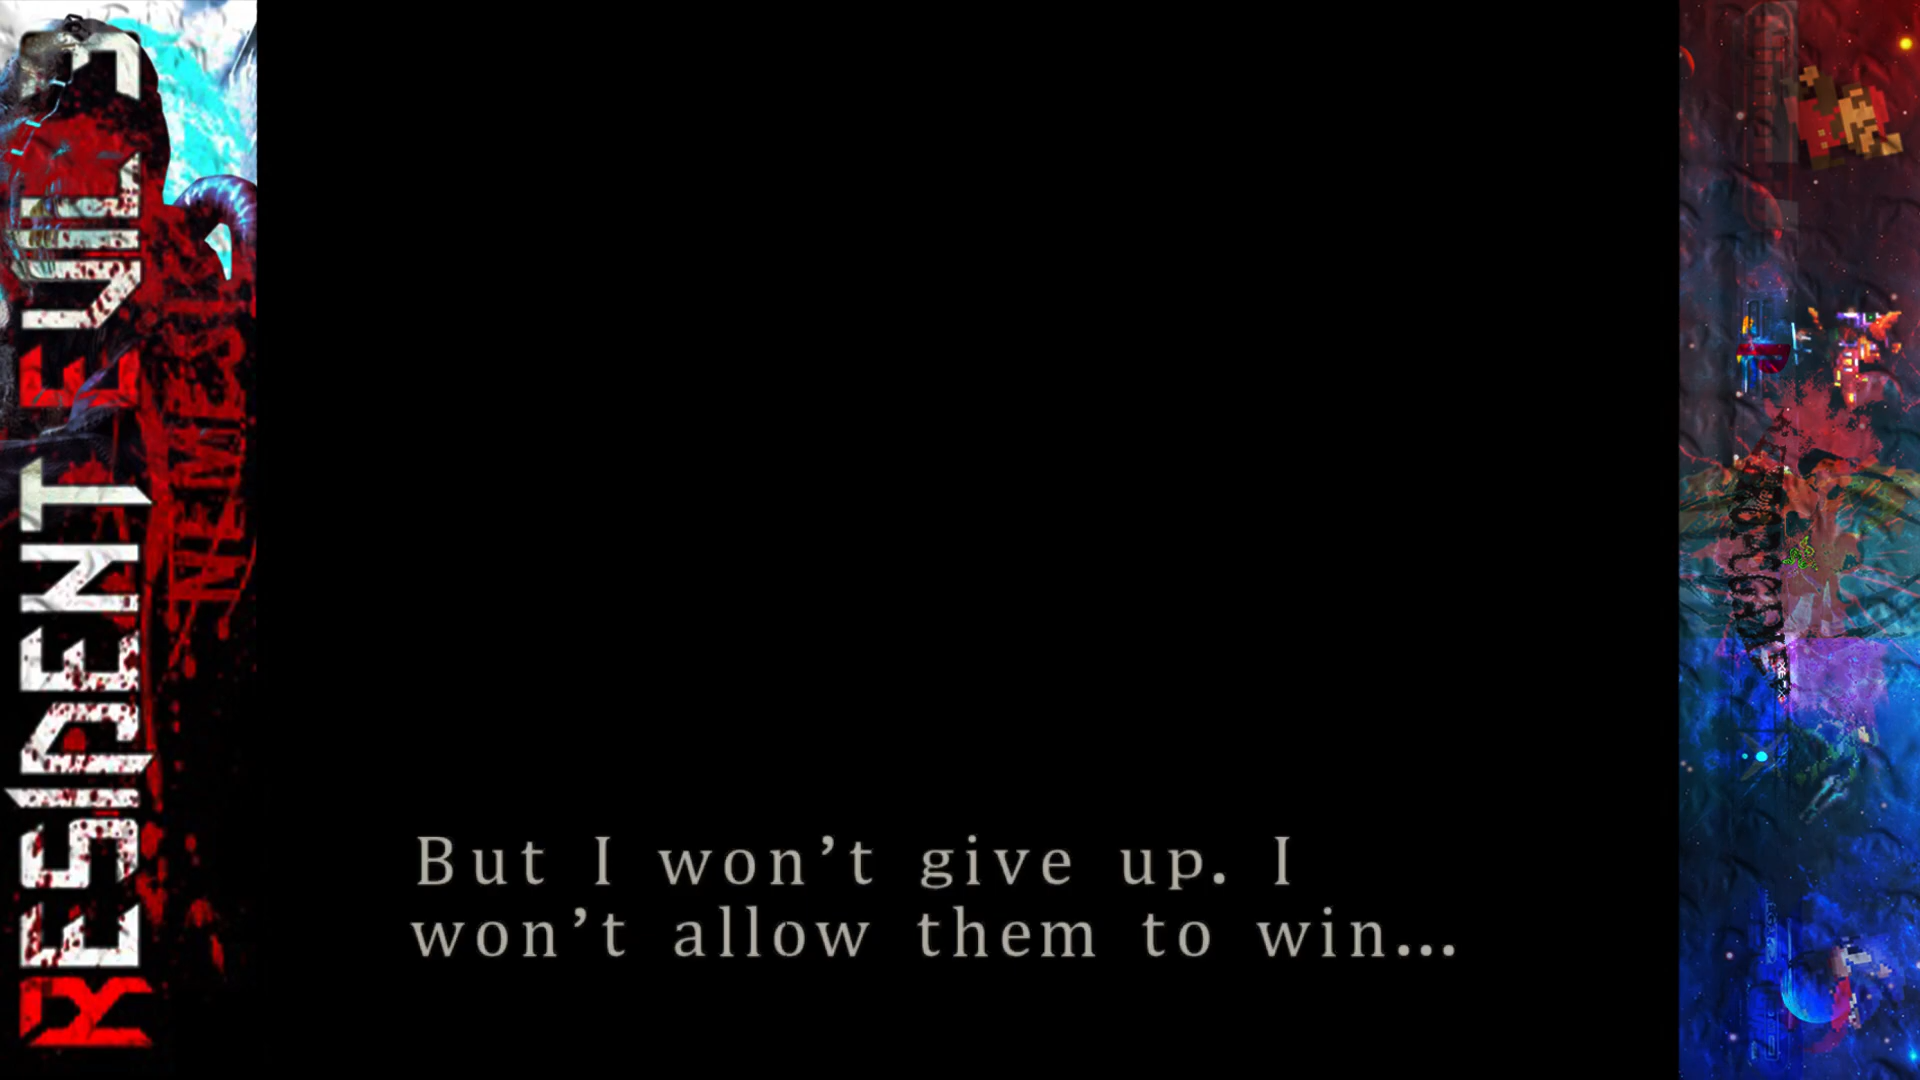 RESIDENT EVIL 3
NEMESIS
But I won’t give up. I
won’t allow them to win...